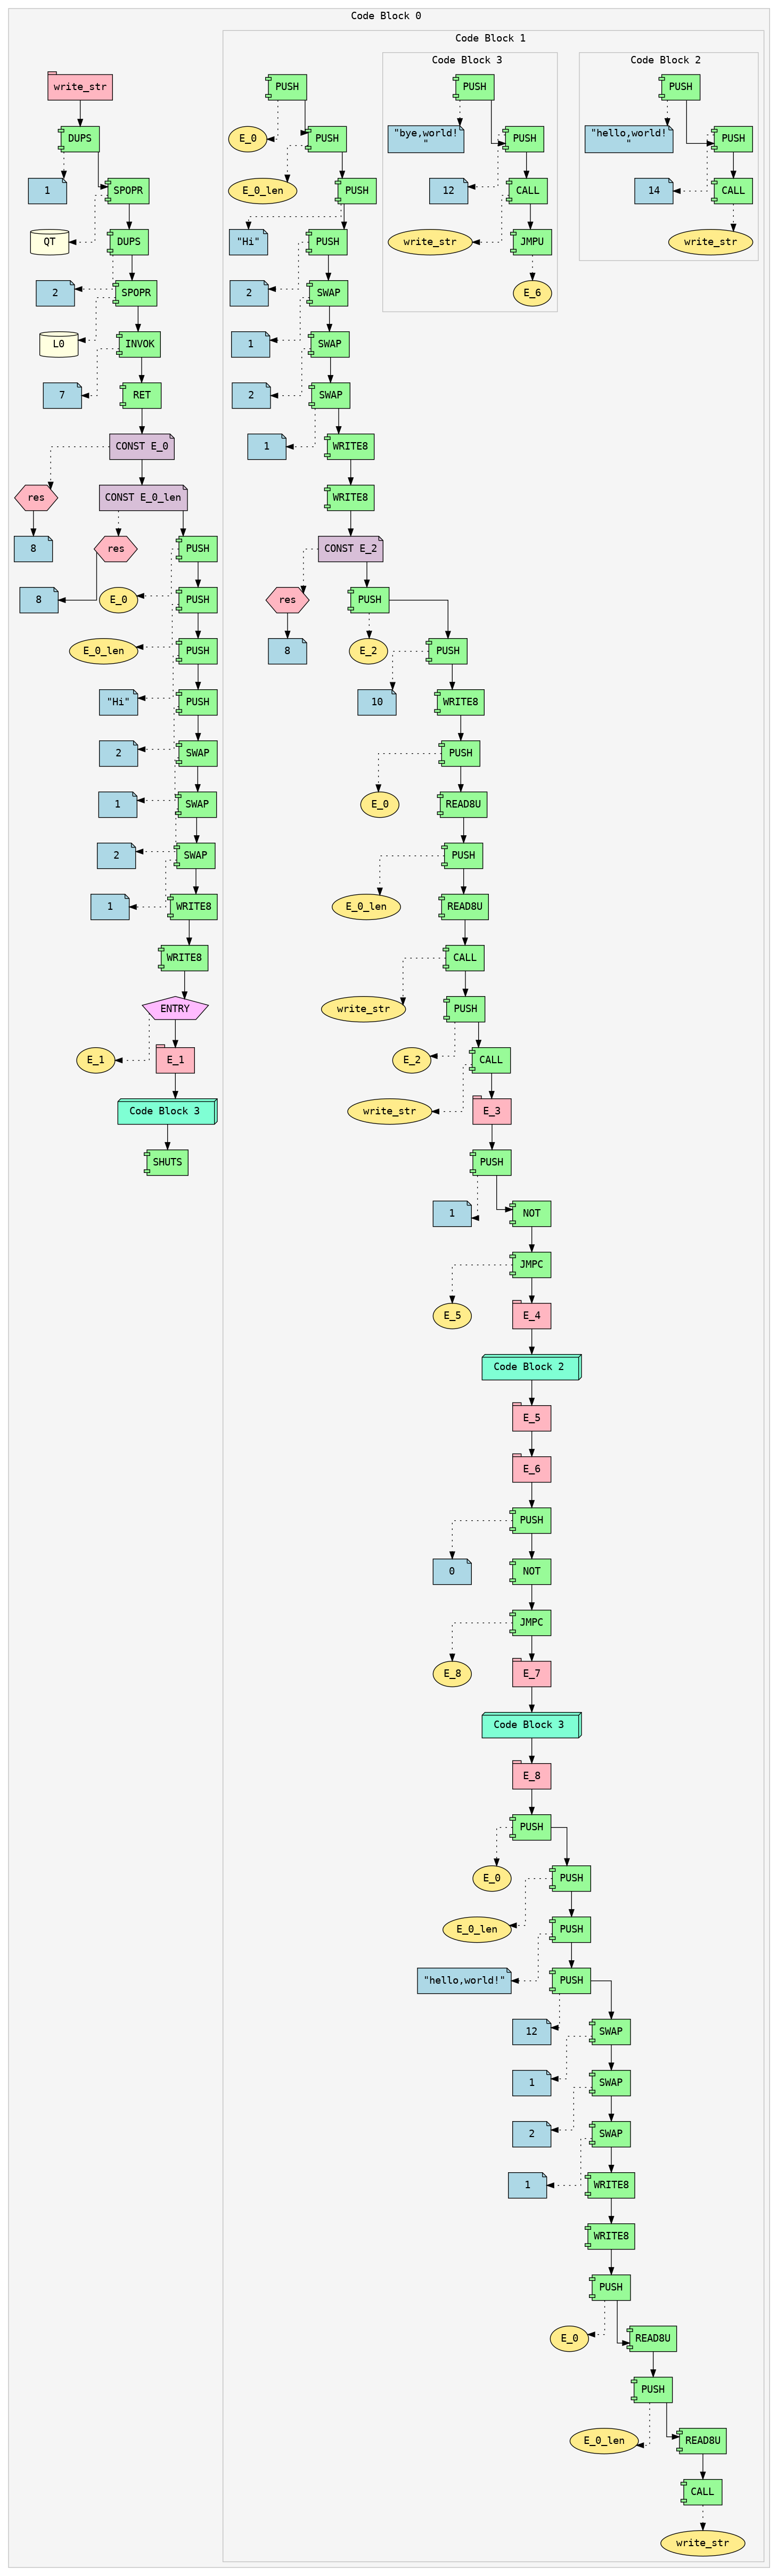 Code Block 0
write_str
DUPS
1
SPOPR
QT
DUPS
2
SPOPR
L0
INVOK
7
RET
CONST E_0
res
CONST E_0_len
8
res
PUSH
8
E_0
PUSH
E_0_len
PUSH
"Hi"
PUSH
2
SWAP
1
SWAP
2
SWAP
1
WRITE8
WRITE8
ENTRY
E_1
E_1
Code Block 3
SHUTS
Code Block 1
PUSH
E_0
PUSH
E_0_len
PUSH
"Hi"
PUSH
2
SWAP
1
SWAP
2
SWAP
1
WRITE8
WRITE8
CONST E_2
res
PUSH
8
E_2
PUSH
10
WRITE8
PUSH
E_0
READ8U
PUSH
E_0_len
READ8U
CALL
write_str
PUSH
E_2
CALL
write_str
E_3
PUSH
1
NOT
JMPC
E_5
E_4
Code Block 2
E_5
E_6
PUSH
0
NOT
JMPC
E_8
E_7
Code Block 3
E_8
PUSH
E_0
PUSH
E_0_len
PUSH
"hello,world!"
PUSH
12
SWAP
1
SWAP
2
SWAP
1
WRITE8
WRITE8
PUSH
E_0
READ8U
PUSH
E_0_len
READ8U
CALL
write_str
Code Block 3
PUSH
"bye,world!
"
PUSH
12
CALL
write_str
JMPU
E_6
Code Block 2
PUSH
"hello,world!
"
PUSH
14
CALL
write_str